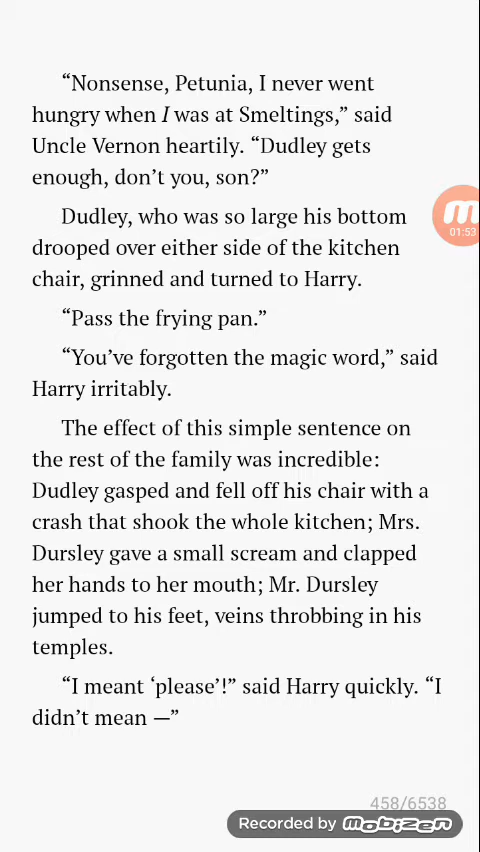 “Nonsense, Petunia, I never went
hungry when I was at Smeltings,” said
Uncle Vernon heartily. “Dudley gets
enough, don’t you, son?”
Dudley, who was so large his bottom
drooped over either side of the kitchen
chair, grinned and turned to Harry.
“Pass the frying pan.”
“You’ve forgotten the magic word,” said
Harry irritably.
The effect of this simple sentence on
the rest of the family was incredible:
Dudley gasped and fell off his chair with a
crash that shook the whole kitchen; Mrs.
Dursley gave a small scream and clapped
her hands to her mouth; Mr. Dursley
jumped to his feet, veins throbbing in his
temples.
“I meant ‘please’!” said Harry quickly. “I
didn’t mean —”
m
01:53
458/6538
Recorded by mobizen